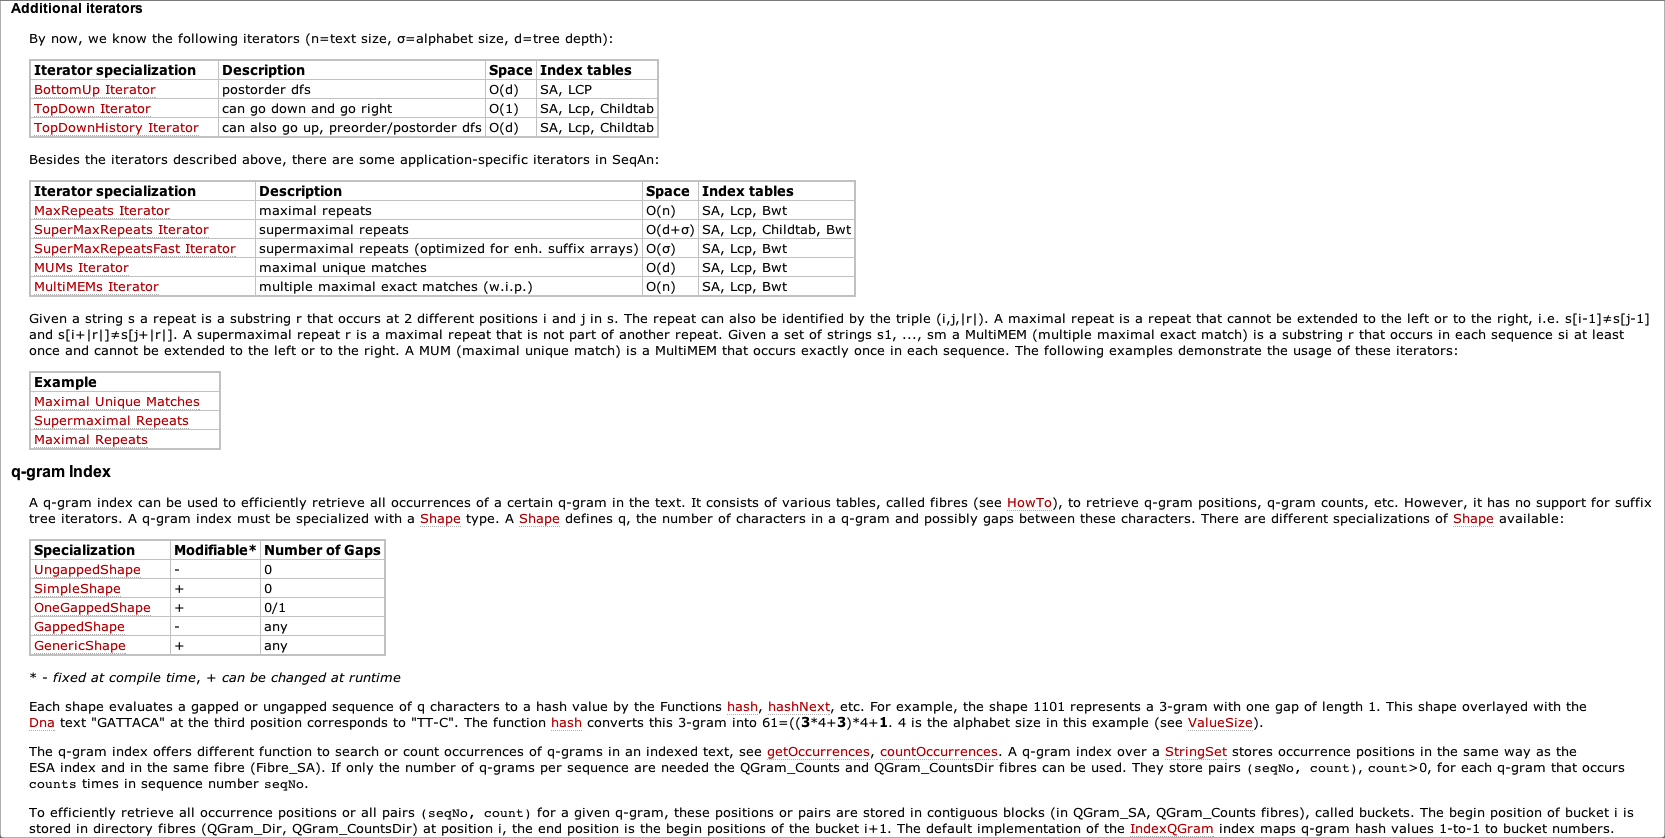 Additional iterators
By now, we know the following iterators (n=text size, σ=alphabet size, d=tree depth):
Iterator specialization Description Space Index tables
BottomUp Iterator postorder dfs O(d) SA, LCP
TopDown Iterator can go down and go right O(1) SA, Lcp, Childtab
TopDownHistory Iterator can also go up, preorder/postorder dfs O(d) SA, Lcp, Childtab
Besides the iterators described above, there are some application-specific iterators in SeqAn:
Iterator specialization Description Space Index tables
MaxRepeats Iterator maximal repeats O(n) SA, Lcp, Bwt
SuperMaxRepeats Iterator supermaximal repeats O(d+σ) SA, Lcp, Childtab, Bwt
SuperMaxRepeatsFast Iterator supermaximal repeats (optimized for enh. suffix arrays) O(σ) SA, Lcp, Bwt
MUMs Iterator maximal unique matches O(d) SA, Lcp, Bwt
MultiMEMs Iterator multiple maximal exact matches (w.i.p.) O(n) SA, Lcp, Bwt
Given a string s a repeat is a substring r that occurs at 2 different positions i and j in s. The repeat can also be identified by the triple (i,j,|r|). A maximal repeat is a repeat that cannot be extended to the left or to the right, i.e. s[i-1]≠s[j-1]
and s[i+|r|]≠s[j+|r|]. A supermaximal repeat r is a maximal repeat that is not part of another repeat. Given a set of strings s1, ..., sm a MultiMEM (multiple maximal exact match) is a substring r that occurs in each sequence si at least
once and cannot be extended to the left or to the right. A MUM (maximal unique match) is a MultiMEM that occurs exactly once in each sequence. The following examples demonstrate the usage of these iterators:
Example
Maximal Unique Matches
Supermaximal Repeats
Maximal Repeats
q-gram Index
A q-gram index can be used to efficiently retrieve all occurrences of a certain q-gram in the text. It consists of various tables, called fibres (see HowTo), to retrieve q-gram positions, q-gram counts, etc. However, it has no support for suffix
tree iterators. A q-gram index must be specialized with a Shape type. A Shape defines q, the number of characters in a q-gram and possibly gaps between these characters. There are different specializations of Shape available:
Specialization Modifiable* Number of Gaps
UngappedShape - 0
SimpleShape + 0
OneGappedShape + 0/1
GappedShape - any
GenericShape + any
* - fixed at compile time, + can be changed at runtime
Each shape evaluates a gapped or ungapped sequence of q characters to a hash value by the Functions hash, hashNext, etc. For example, the shape 1101 represents a 3-gram with one gap of length 1. This shape overlayed with the
Dna text "GATTACA" at the third position corresponds to "TT-C". The function hash converts this 3-gram into 61=((3*4+3)*4+1. 4 is the alphabet size in this example (see ValueSize).
The q-gram index offers different function to search or count occurrences of q-grams in an indexed text, see getOccurrences, countOccurrences. A q-gram index over a StringSet stores occurrence positions in the same way as the
ESA index and in the same fibre (Fibre_SA). If only the number of q-grams per sequence are needed the QGram_Counts and QGram_CountsDir fibres can be used. They store pairs (seqNo, count), count>0, for each q-gram that occurs
counts times in sequence number seqNo.
To efficiently retrieve all occurrence positions or all pairs (seqNo, count) for a given q-gram, these positions or pairs are stored in contiguous blocks (in QGram_SA, QGram_Counts fibres), called buckets. The begin position of bucket i is
stored in directory fibres (QGram_Dir, QGram_CountsDir) at position i, the end position is the begin positions of the bucket i+1. The default implementation of the IndexQGram index maps q-gram hash values 1-to-1 to bucket numbers.